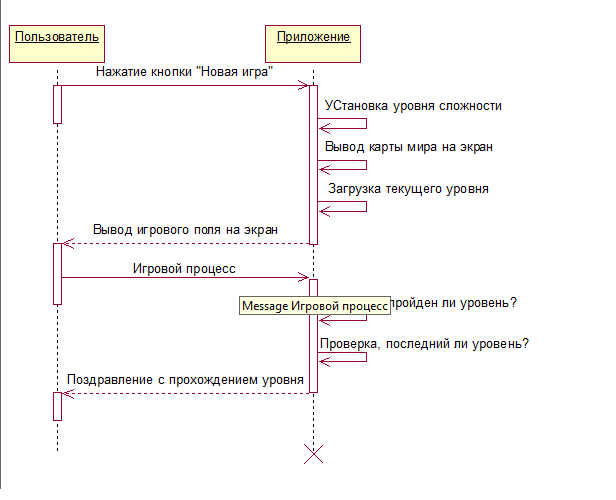 Пользователь
Приложение
Нажатие кнопки "Новая игра"
УСтановка уровня сложности
Вывод карты мира на экран
Загрузка текущего уровня
Вывод игрового поля на экран
Игровой процесс
Message Игровой процесс
пройден ли уровень?
Проверка, последний ли уровень?
Поздравление с прохождением уровня